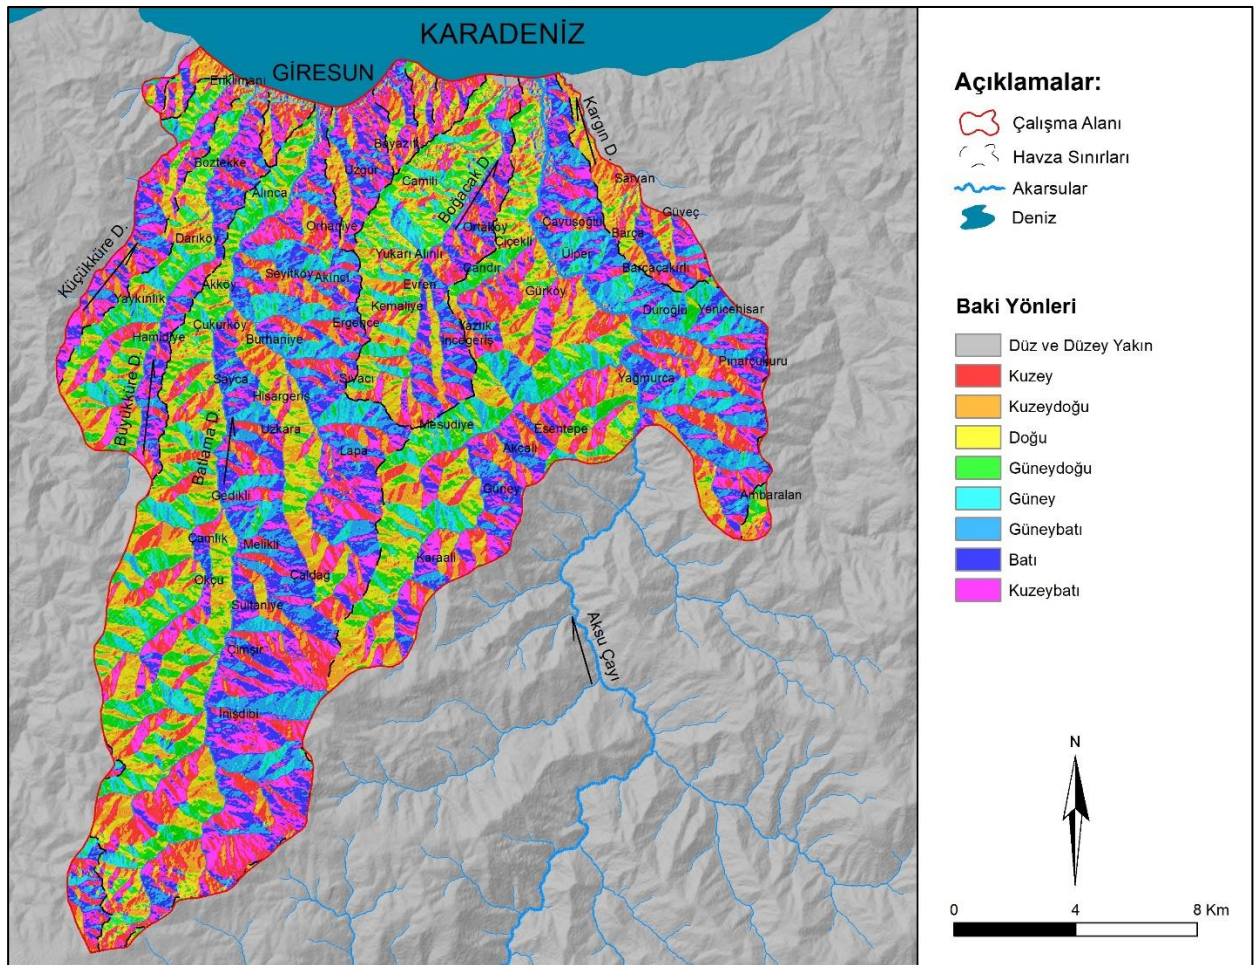 KARADENİZ
GİRESUN
Erikliman
Boztekke
Alınca
Özgür
Bayazıt
Camili
Boğacak D.
Kargın D
Sarvan
Güveç
Küçükküre D.
Darıköy
Orhaniye
Ortaköy
Çavuşoğlu
Barça
Çiçekli
Yukarı Alınlı
Ülper
Çandır
Barçaçakırlı
Seyitköy
Akıncı
Akköy
Evren
Gürköy
Yaykınlık
Kemaliye
Duroğlu
Yenicehisar
Çukurköy
Ergence
Yazlık
Hamidiye
Burhaniye
İncegeriş
Pınarçukuru
Büyükküre D.
Sayca
Sıvacı
Yağmurca
Hisargeriş
Mesudiye
Esentepe
Uzkara
Batlama D.
Lapa
Akçalı
Güney
Gedikli
Ambaralan
Çamlık
Melikli
Karaali
Okçu
Çaldağ
Sultaniye
Çimşir
Aksu Çayı
İnişdibi
Açıklamalar:
Çalışma Alanı
Havza Sınırları
Akarsular
Deniz
Baki Yönleri
Düz ve Düzey Yakın
Kuzey
Kuzeydoğu
Doğu
Güneydoğu
Güney
Güneybatı
Batı
Kuzeybatı
N
0 4 8 Km